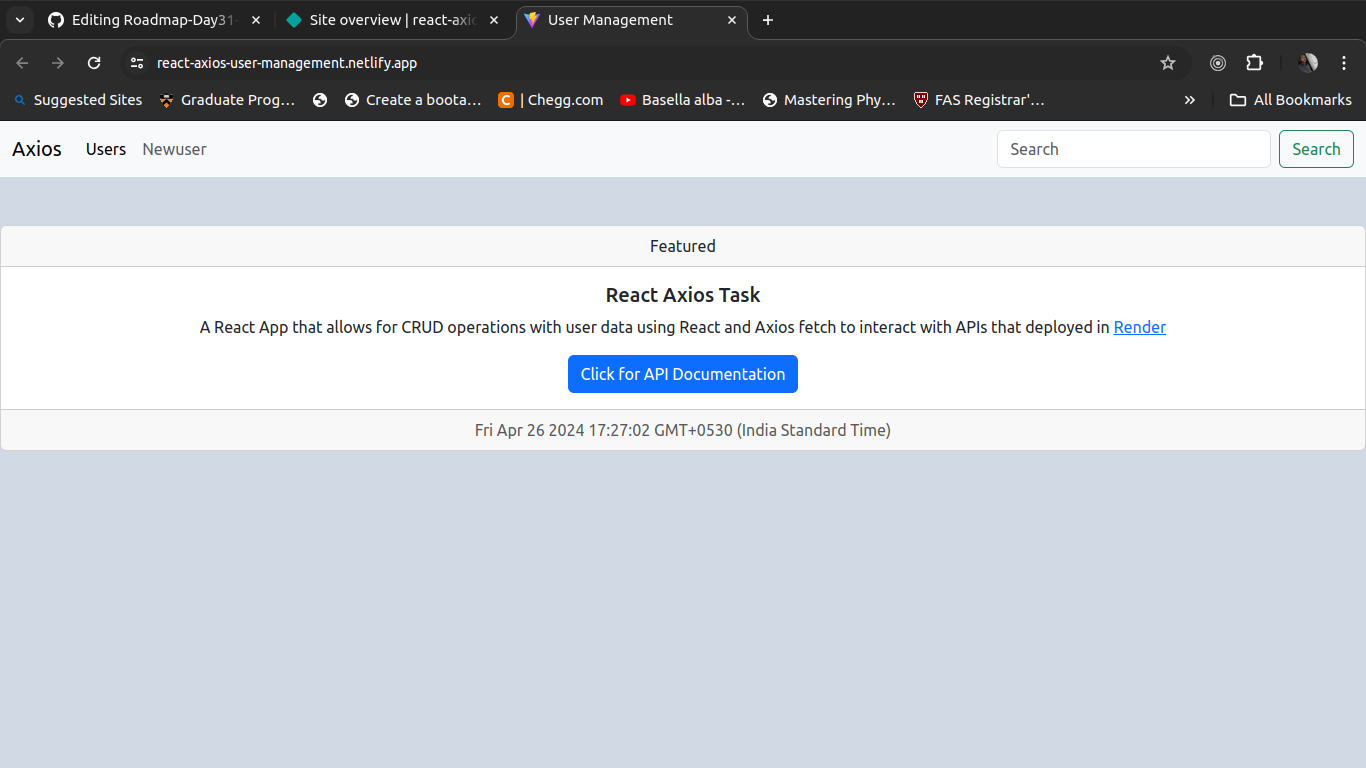 Editing Roadmap-Day31-
Site overview | react-axio
User Management
react-axios-user-management.netlify.app
Suggested Sites
Graduate Prog...
Create a boota...
C | Chegg.com
Basella alba -...
Mastering Phy...
FAS Registrar'...
All Bookmarks
Axios Users Newuser Search Search
Featured
React Axios Task
A React App that allows for CRUD operations with user data using React and Axios fetch to interact with APIs that deployed in Render
Click for API Documentation
Fri Apr 26 2024 17:27:02 GMT+0530 (India Standard Time)